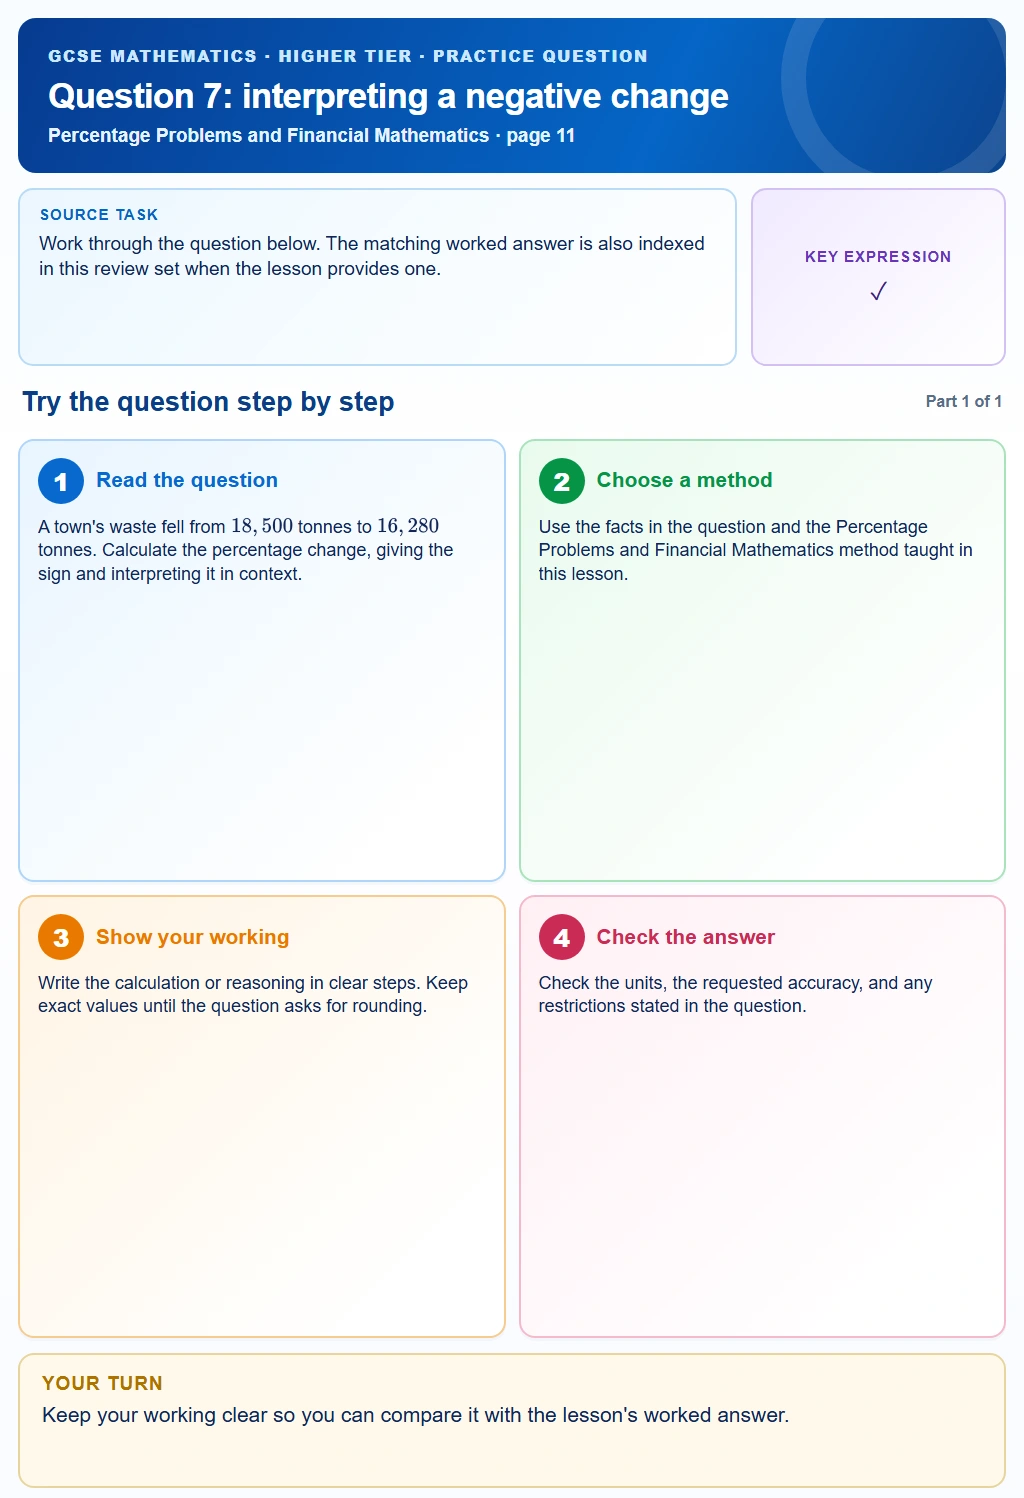 GCSE MATHEMATICS · HIGHER TIER · PRACTICE QUESTION
Question 7: interpreting a negative change
Percentage Problems and Financial Mathematics · page 11
SOURCE TASK
Work through the question below. The matching worked answer is also indexed
in this review set when the lesson provides one.
KEY EXPRESSION
✓
Try the question step by step
Part 1 of 1
1 Read the question
A town's waste fell from 18,500 tonnes to 16,280
tonnes. Calculate the percentage change, giving the
sign and interpreting it in context.
2 Choose a method
Use the facts in the question and the Percentage
Problems and Financial Mathematics method taught in
this lesson.
3 Show your working
Write the calculation or reasoning in clear steps. Keep
exact values until the question asks for rounding.
4 Check the answer
Check the units, the requested accuracy, and any
restrictions stated in the question.
YOUR TURN
Keep your working clear so you can compare it with the lesson's worked answer.